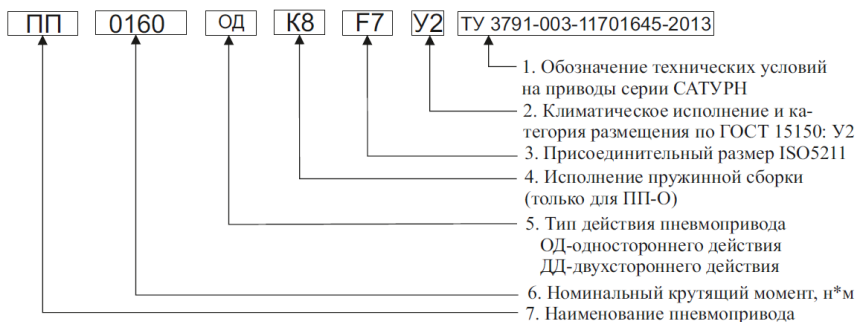 ПП 0160 ОД К8 F7 У2 ТУ 3791-003-11701645-2013
1. Обозначение технических условий
на приводы серии САТУРН
2. Климатическое исполнение и ка-
тегория размещения по ГОСТ 15150: У2
3. Присоединительный размер ISO5211
4. Исполнение пружинной сборки
(только для ПП-О)
5. Тип действия пневмопривода
ОД-одностороннего действия
ДД-двухстороннего действия
6. Номинальный крутящий момент, н*м
7. Наименование пневмопривода